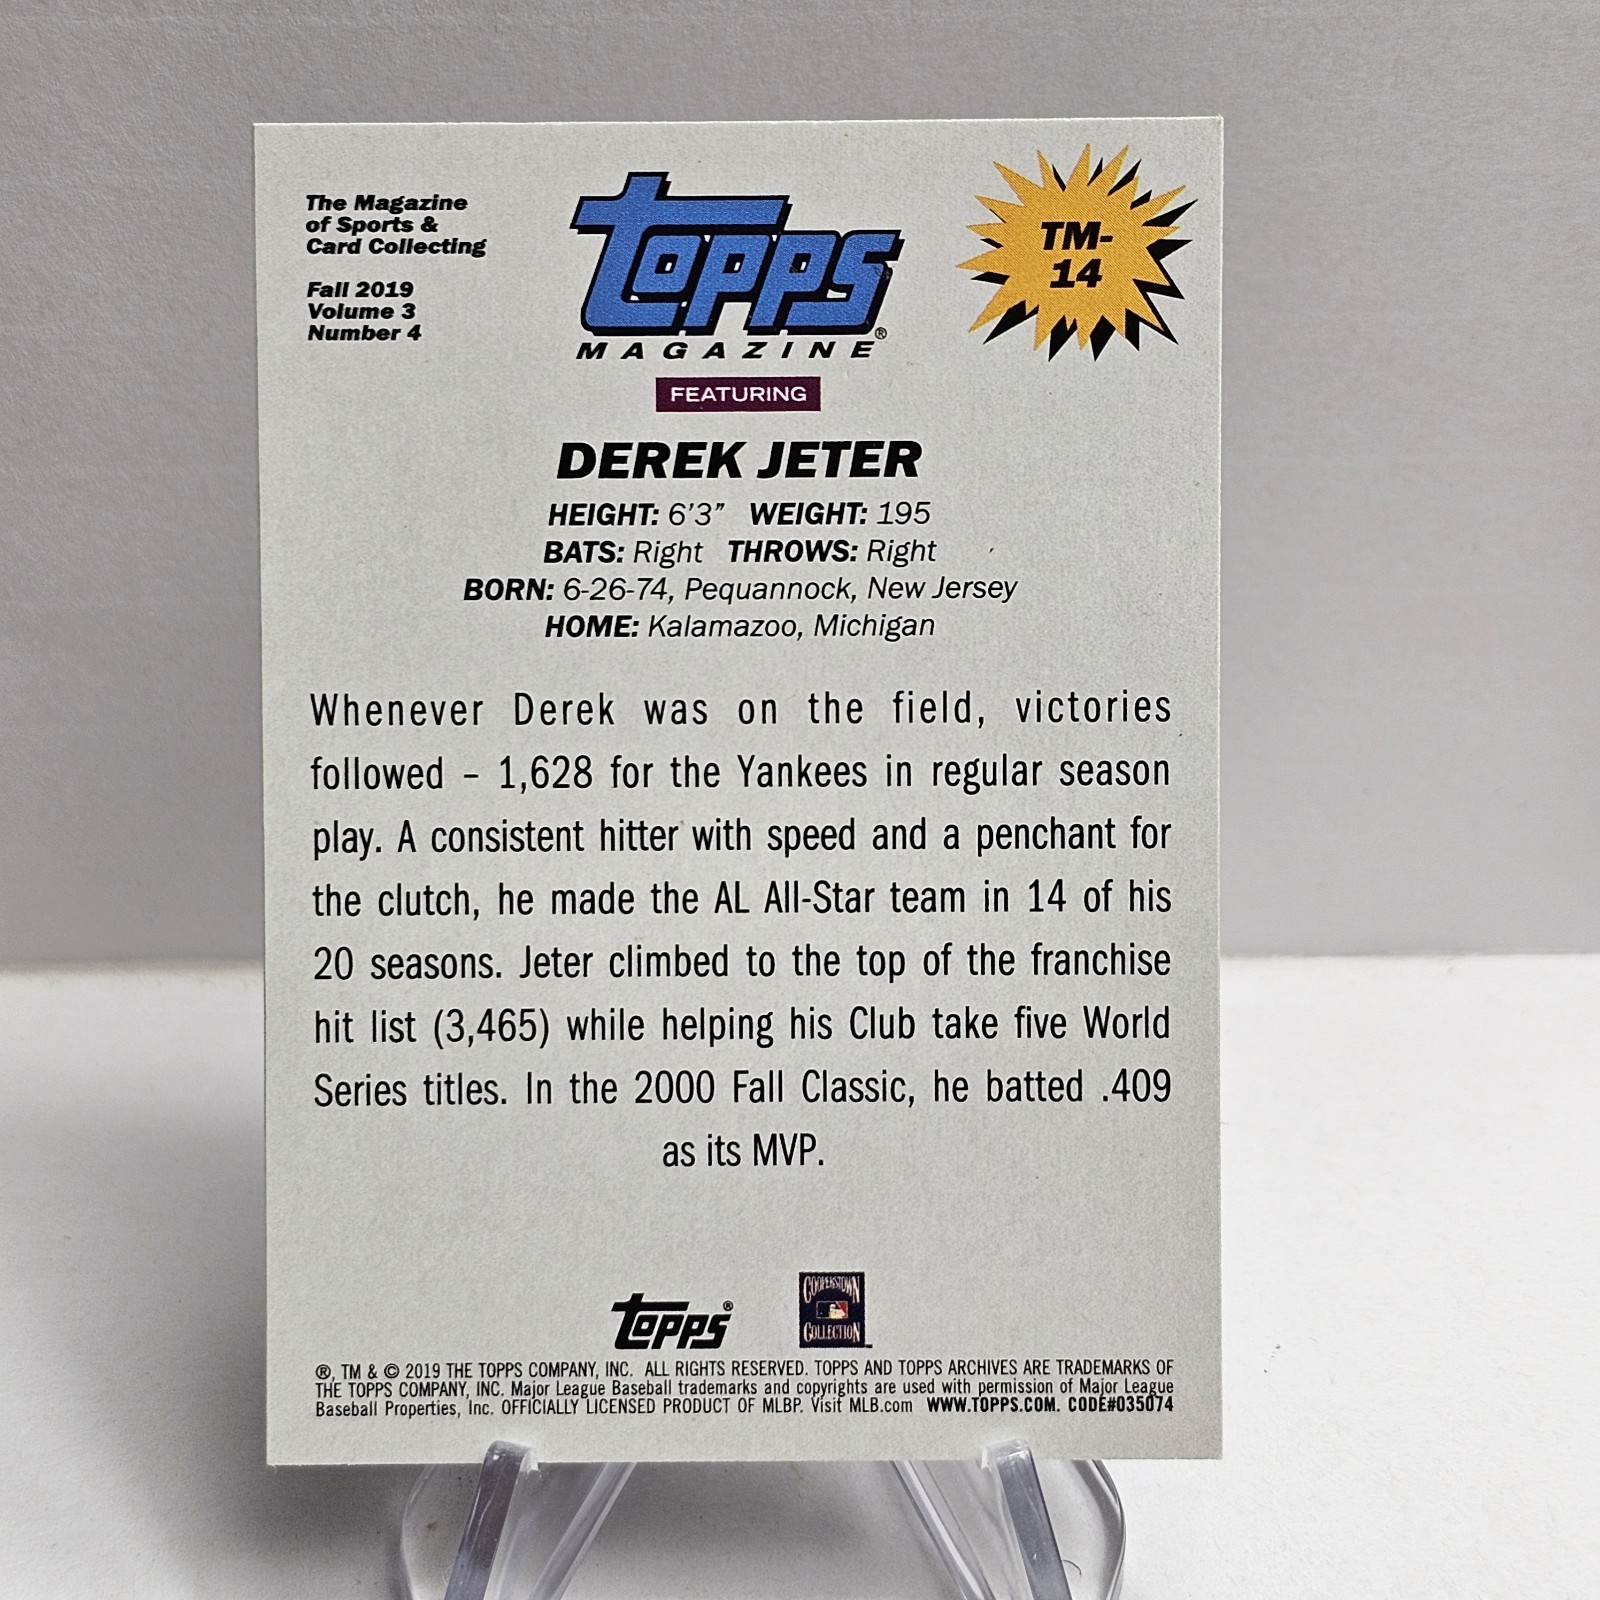 The Magazine
of Sports &
Card Collecting
Fall 2019
Volume 3
Number 4
Topps®
MAGAZINE
TM-
14
FEATURING
DEREK JETER
HEIGHT: 6'3” WEIGHT: 195
BATS: Right THROWS: Right
BORN: 6-26-74, Pequannock, New Jersey
HOME: Kalamazoo, Michigan
Whenever Derek was on the field, victories
followed – 1,628 for the Yankees in regular season
play. A consistent hitter with speed and a penchant for
the clutch, he made the AL All-Star team in 14 of his
20 seasons. Jeter climbed to the top of the franchise
hit list (3,465) while helping his Club take five World
Series titles. In the 2000 Fall Classic, he batted .409
as its MVP.
Topps®
COOPERSTOWN
COLLECTION
®, TM & © 2019 THE TOPPS COMPANY, INC. ALL RIGHTS RESERVED. TOPPS AND TOPPS ARCHIVES ARE TRADEMARKS OF
THE TOPPS COMPANY, INC. Major League Baseball trademarks and copyrights are used with permission of Major League
Baseball Properties, Inc. OFFICIALLY LICENSED PRODUCT OF MLBP. Visit MLB.com WWW.TOPPS.COM. CODE#035074